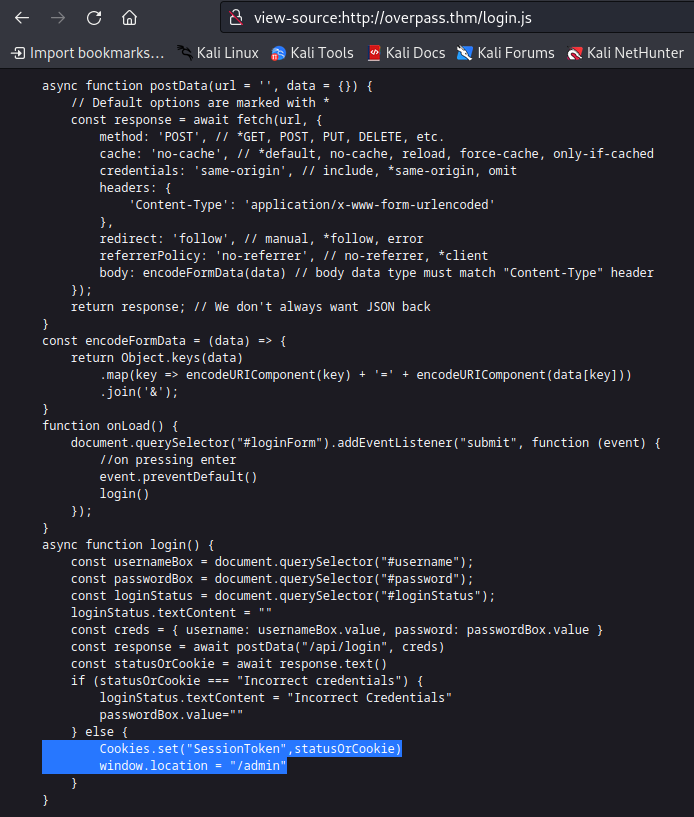 view-source:http://overpass.thm/login.js
Import bookmarks... Kali Linux Kali Tools Kali Docs Kali Forums Kali NetHunter
async function postData(url = '', data = {}) {
    // Default options are marked with *
    const response = await fetch(url, {
        method: 'POST', // *GET, POST, PUT, DELETE, etc.
        cache: 'no-cache', // *default, no-cache, reload, force-cache, only-if-cached
        credentials: 'same-origin', // include, *same-origin, omit
        headers: {
            'Content-Type': 'application/x-www-form-urlencoded'
        },
        redirect: 'follow', // manual, *follow, error
        referrerPolicy: 'no-referrer', // no-referrer, *client
        body: encodeFormData(data) // body data type must match "Content-Type" header
    });
    return response; // We don't always want JSON back
}
const encodeFormData = (data) => {
    return Object.keys(data)
        .map(key => encodeURIComponent(key) + '=' + encodeURIComponent(data[key]))
        .join('&');
}
function onLoad() {
    document.querySelector("#loginForm").addEventListener("submit", function (event) {
        //on pressing enter
        event.preventDefault()
        login()
    });
}
async function login() {
    const usernameBox = document.querySelector("#username");
    const passwordBox = document.querySelector("#password");
    const loginStatus = document.querySelector("#loginStatus");
    loginStatus.textContent = ""
    const creds = { username: usernameBox.value, password: passwordBox.value }
    const response = await postData("/api/login", creds)
    const statusOrCookie = await response.text()
    if (statusOrCookie === "Incorrect credentials") {
        loginStatus.textContent = "Incorrect Credentials"
        passwordBox.value=""
    } else {
        Cookies.set("SessionToken",statusOrCookie)
        window.location = "/admin"
    }
}